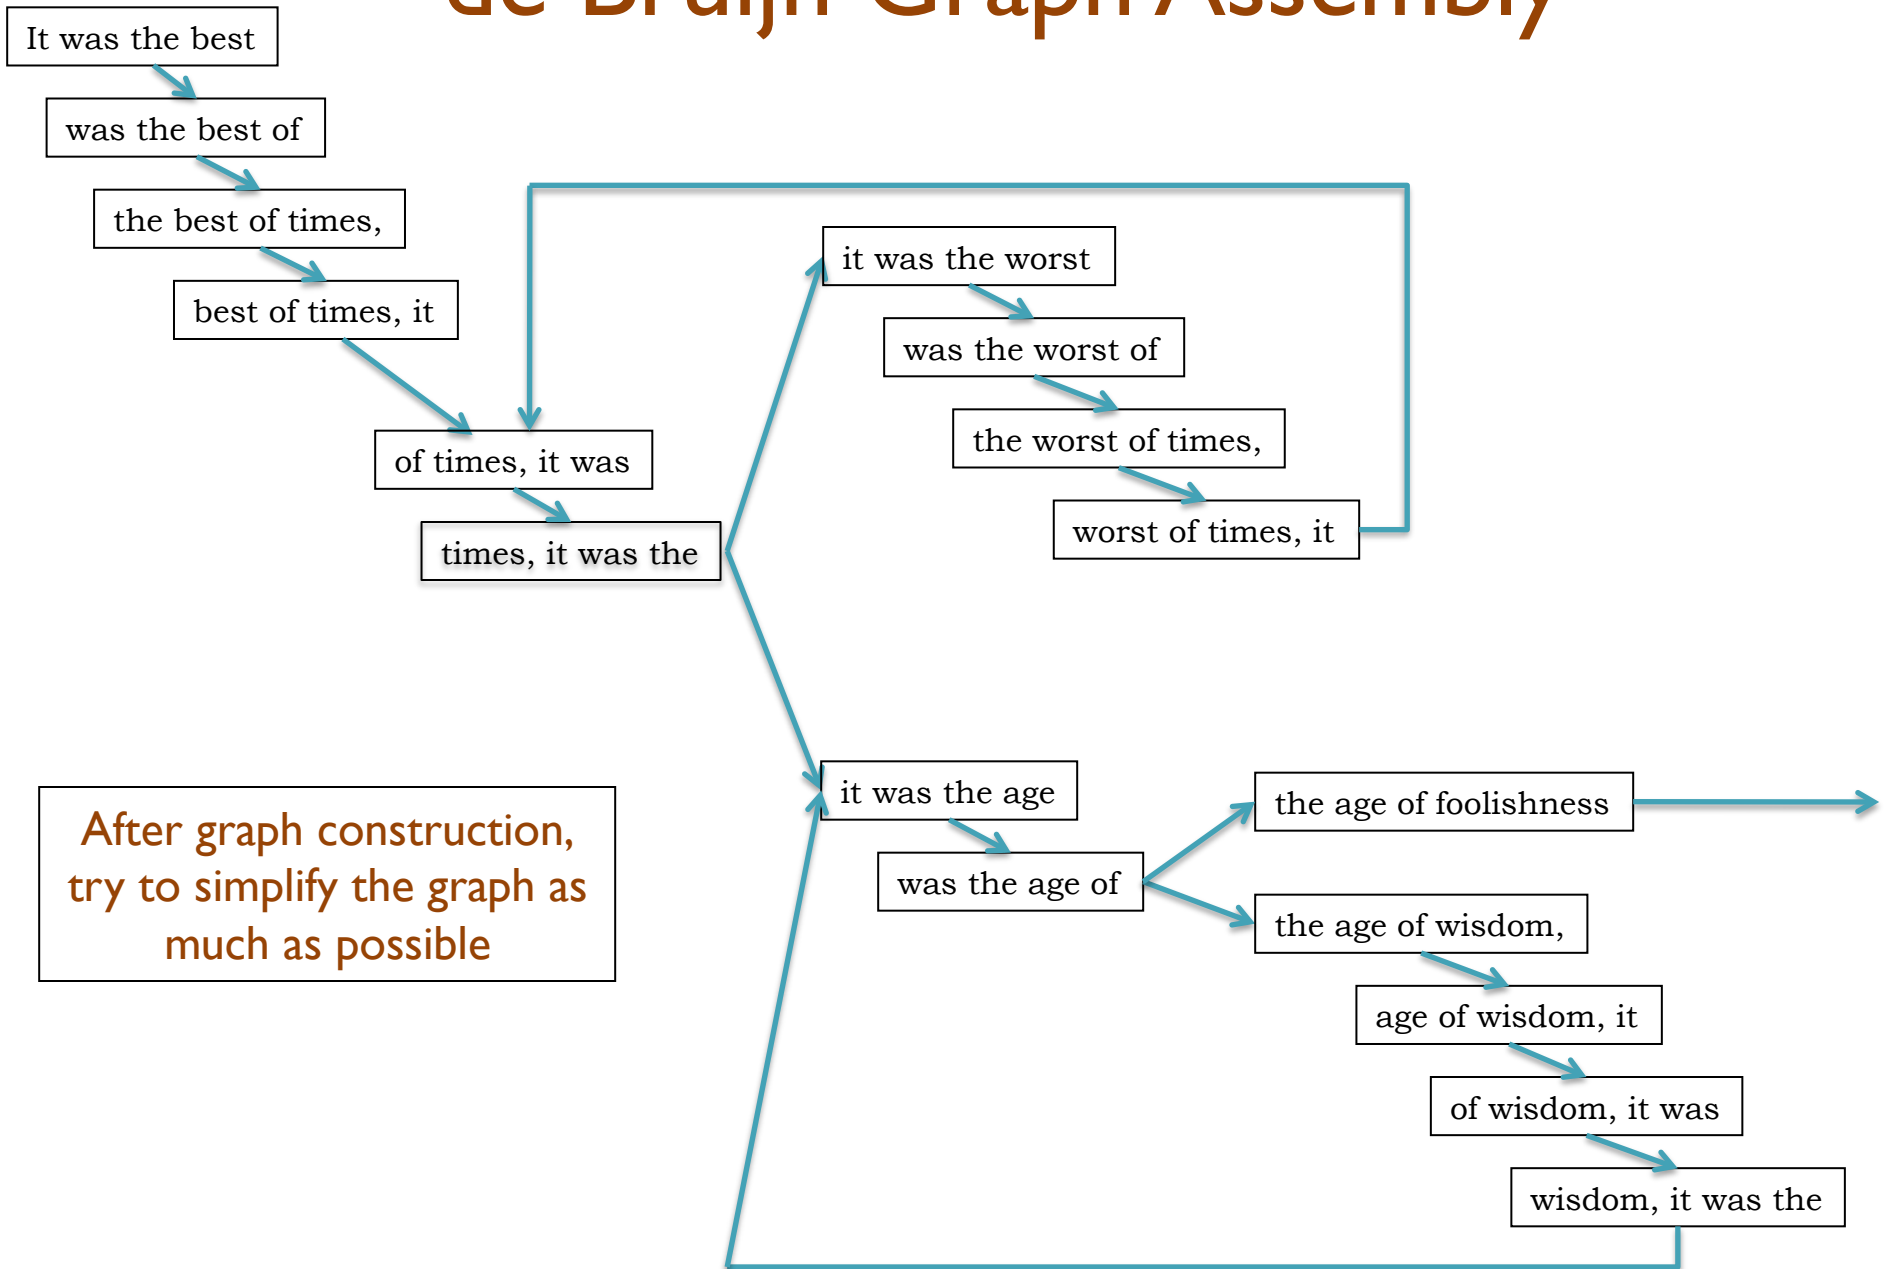 de Bruijn Graph Assembly
It was the best
was the best of
the best of times,
best of times, it
of times, it was
times, it was the
it was the worst
was the worst of
the worst of times,
worst of times, it
it was the age
was the age of
the age of foolishness
the age of wisdom,
age of wisdom, it
of wisdom, it was
wisdom, it was the
After graph construction,
try to simplify the graph as
much as possible